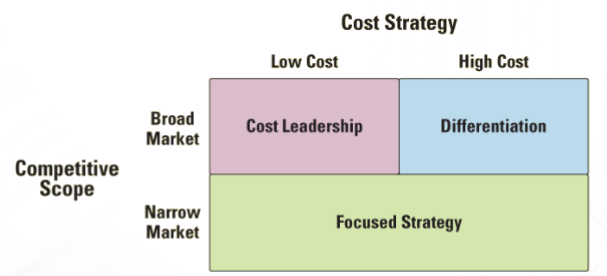 Cost Strategy
Low Cost
High Cost
Broad
Market
Cost Leadership
Differentiation
Competitive
Scope
Narrow
Market
Focused Strategy